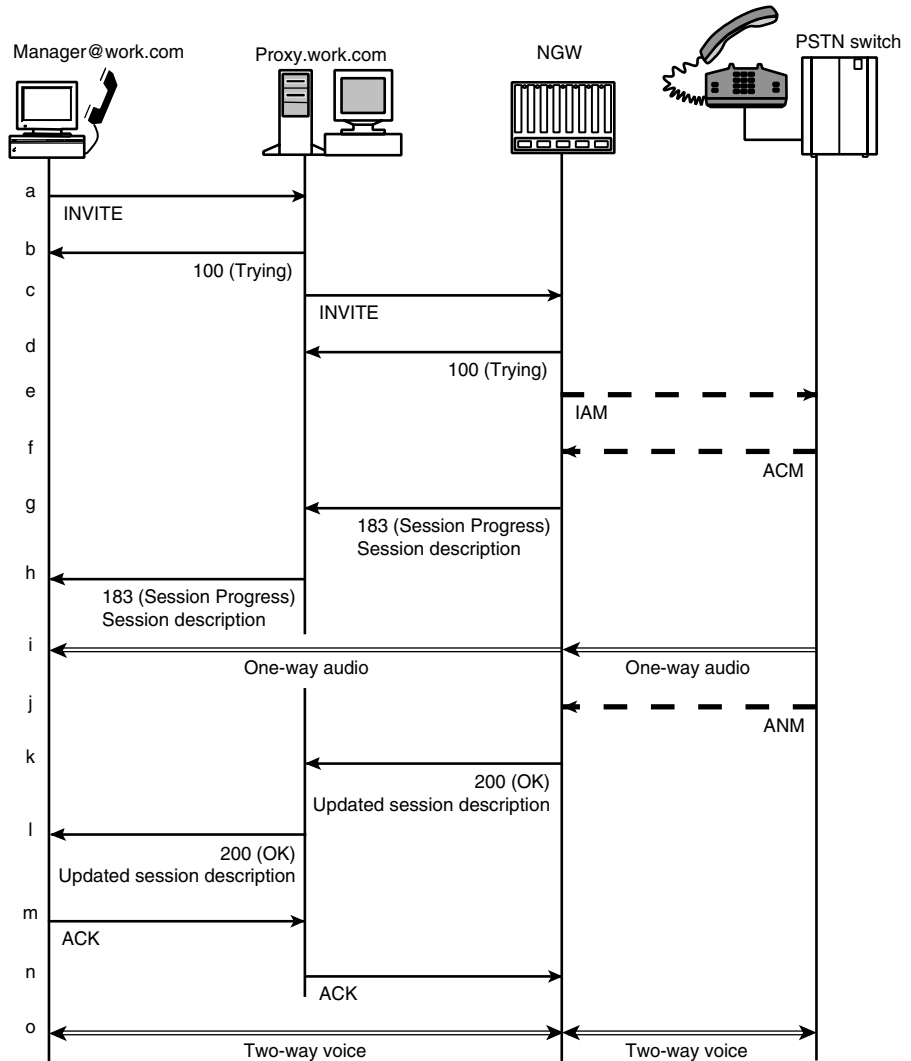 Manager@work.com
Proxy.work.com
NGW
PSTN switch
a
INVITE
b
100 (Trying)
c
INVITE
d
100 (Trying)
e
IAM
f
ACM
g
183 (Session Progress)
Session description
h
183 (Session Progress)
Session description
i
One-way audio
One-way audio
j
ANM
k
200 (OK)
Updated session description
l
200 (OK)
Updated session description
m
ACK
n
ACK
o
Two-way voice
Two-way voice